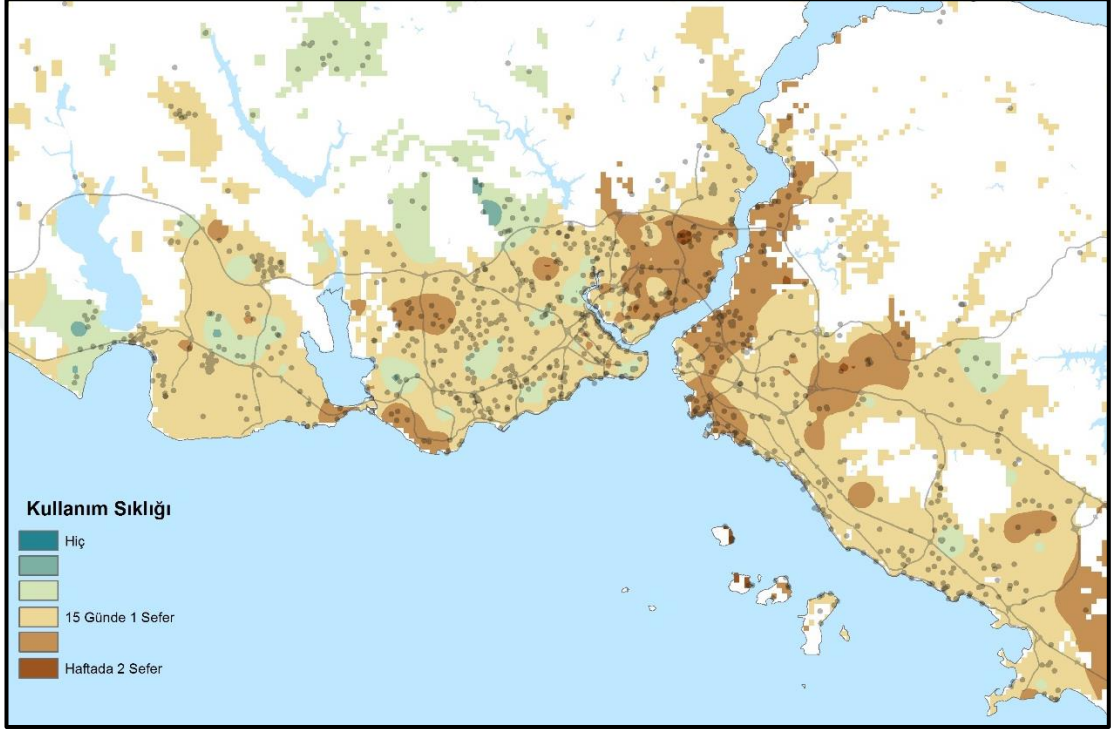 Kullanım Sıklığı
Hiç
15 Günde 1 Sefer
Haftada 2 Sefer